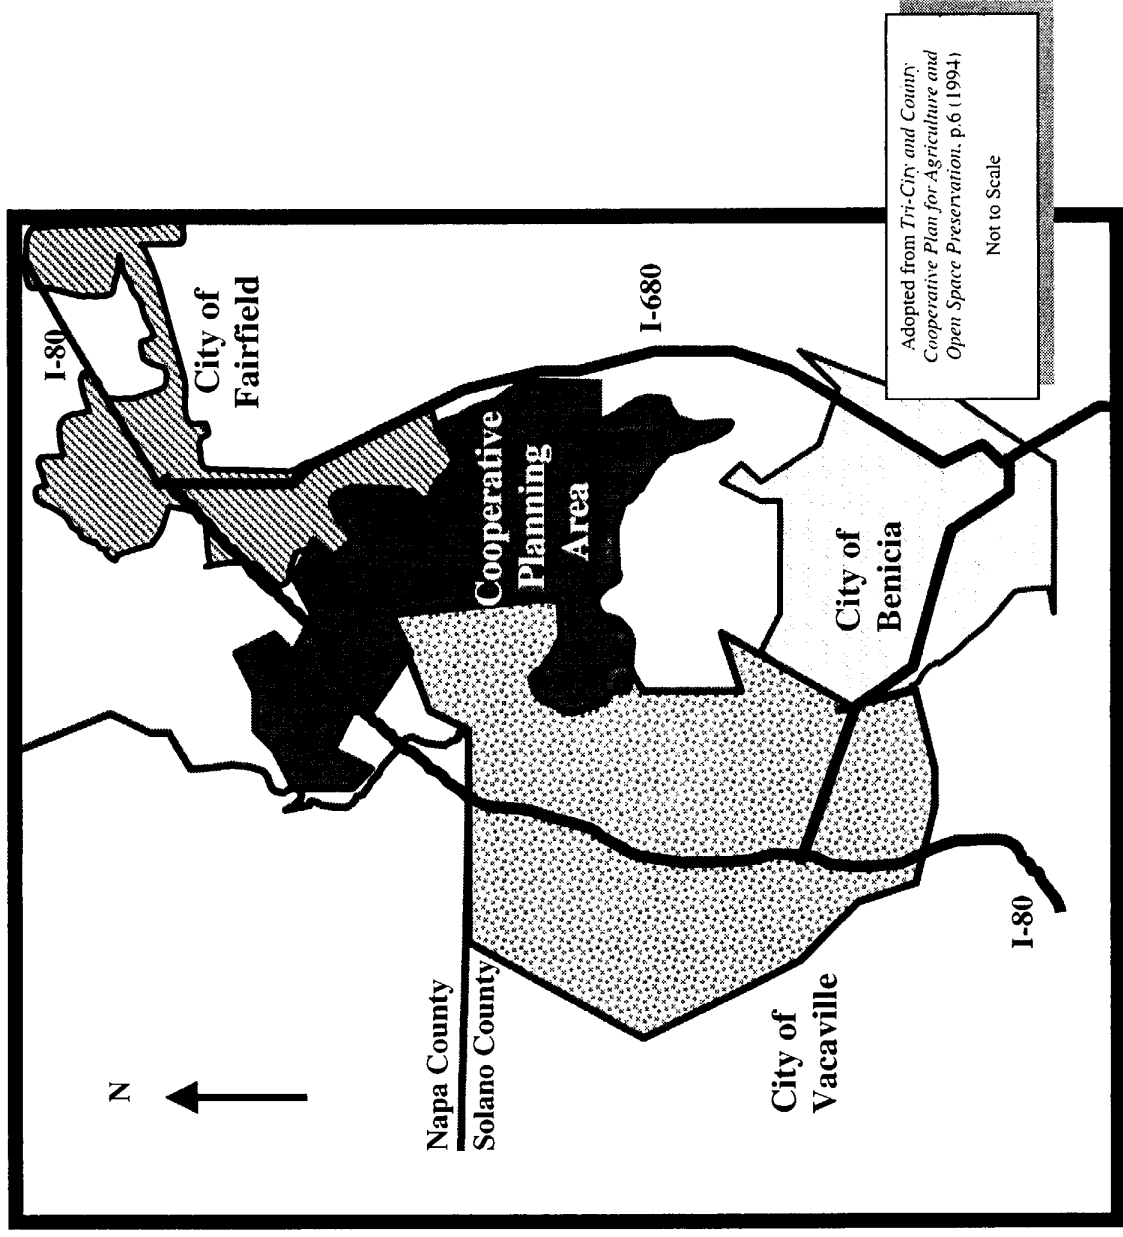 N
Napa County
Solano County
I-80
City of
Fairfield
Cooperative
Planning
Area
I-680
City of
Benicia
City of
Vacaville
I-80
Adopted from Tri-City and County
Cooperative Plan for Agriculture and
Open Space Preservation. p.6 (1994)
Not to Scale